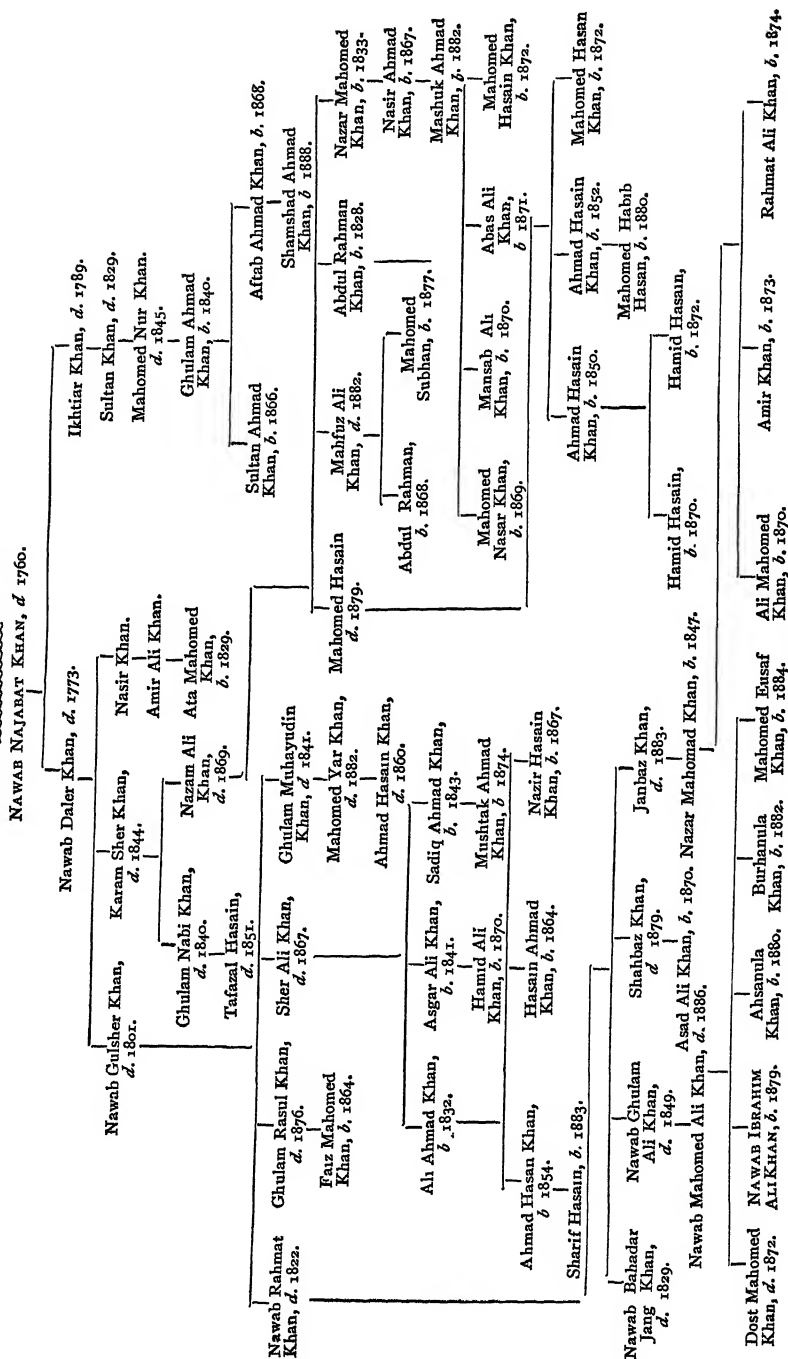 NAWAB NAJABAT KHAN, d 1760.
Nawab Daler Khan, d. 1773.
Ikhtiar Khan, d. 1789.
Sultan Khan, d. 1829.
Mahomed Nur Khan.
d. 1845.
Ghulam Ahmad
Khan, b. 1840.
Sultan Ahmad
Khan, b. 1866.
Aftab Ahmad Khan, b. 1868.
Shamshad Ahmad
Khan, b 1888.
Nawab Gulsher Khan,
d. 1801.
Karam Sher Khan,
d. 1844.
Nasir Khan.
Amir Ali Khan.
Ata Mahomed
Khan,
b. 1829.
Ghulam Nabi Khan,
d. 1840.
Tafazal Hasain,
d. 1851.
Nazam Ali
Khan,
d. 1869.
Mahomed Hasain
d. 1879.
Mahfuz Ali
Khan, d. 1882.
Abdul Rahman
Khan, b. 1828.
Nazar Mahomed
Khan, b. 1833.
Nasir Ahmad
Khan, b. 1867.
Mashuk Ahmad
Khan, b. 1882.
Abdul Rahman,
b. 1868.
Mahomed
Subhan, b. 1877.
Mahomed
Nasar Khan,
b. 1869.
Mansab Ali
Khan, b. 1870.
Abas Ali
Khan,
b 1871.
Mahomed
Hasain Khan,
b. 1872.
Ahmad Hasain
Khan, b. 1850.
Ahmad Hasain
Khan, b. 1852.
Mahomed Habib
Hasan, b. 1880.
Mahomed Hasan
Khan, b. 1872.
Hamid Hasain,
b. 1870.
Hamid Hasain,
b. 1872.
Nawab Rahmat
Khan, d. 1822.
Ghulam Rasul Khan,
d. 1876.
Faiz Mahomed
Khan, b. 1864.
Sher Ali Khan,
d. 1867.
Ghulam Muhayudin
Khan, d 1841.
Mahomed Yar Khan,
d. 1882.
Ahmad Hasain Khan,
d. 1860.
Ali Ahmad Khan,
b 1832.
Asgar Ali Khan,
b. 1841.
Hamid Ali
Khan, b. 1870.
Sadiq Ahmad Khan,
b. 1843.
Mushtak Ahmad
Khan, b 1874.
Ahmad Hasan Khan,
b 1854.
Sharif Hasain, b. 1883.
Hasain Ahmad
Khan, b. 1864.
Nazir Hasain
Khan, b. 1867.
Nawab Bahadar
Jang Khan,
d. 1829.
Nawab Ghulam
Ali Khan,
d. 1849.
Nawab Mahomed Ali Khan, d. 1886.
Shahbaz Khan,
d 1879.
Asad Ali Khan, b. 1870.
Janbaz Khan,
d. 1883.
Nazar Mahomad Khan, b. 1847.
Dost Mahomed
Khan, d. 1872.
NAWAB IBRAHIM
ALI KHAN, b. 1879.
Ahsanula
Khan, b. 1880.
Burhanula
Khan, b. 1882.
Mahomed Eusaf
Khan, b. 1884.
Ali Mahomed
Khan, b. 1870.
Amir Khan, b. 1873.
Rahmat Ali Khan, b. 1874.